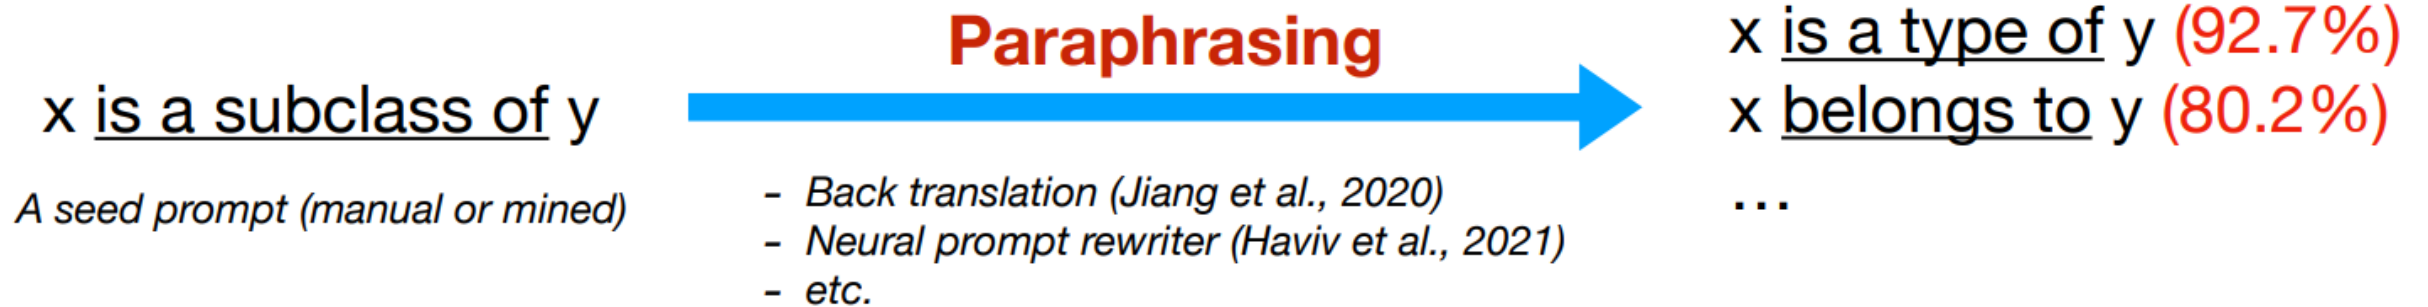 x is a subclass of y
A seed prompt (manual or mined)
Paraphrasing
- Back translation (Jiang et al., 2020)
- Neural prompt rewriter (Haviv et al., 2021)
- etc.
x is a type of y (92.7%)
x belongs to y (80.2%)
...